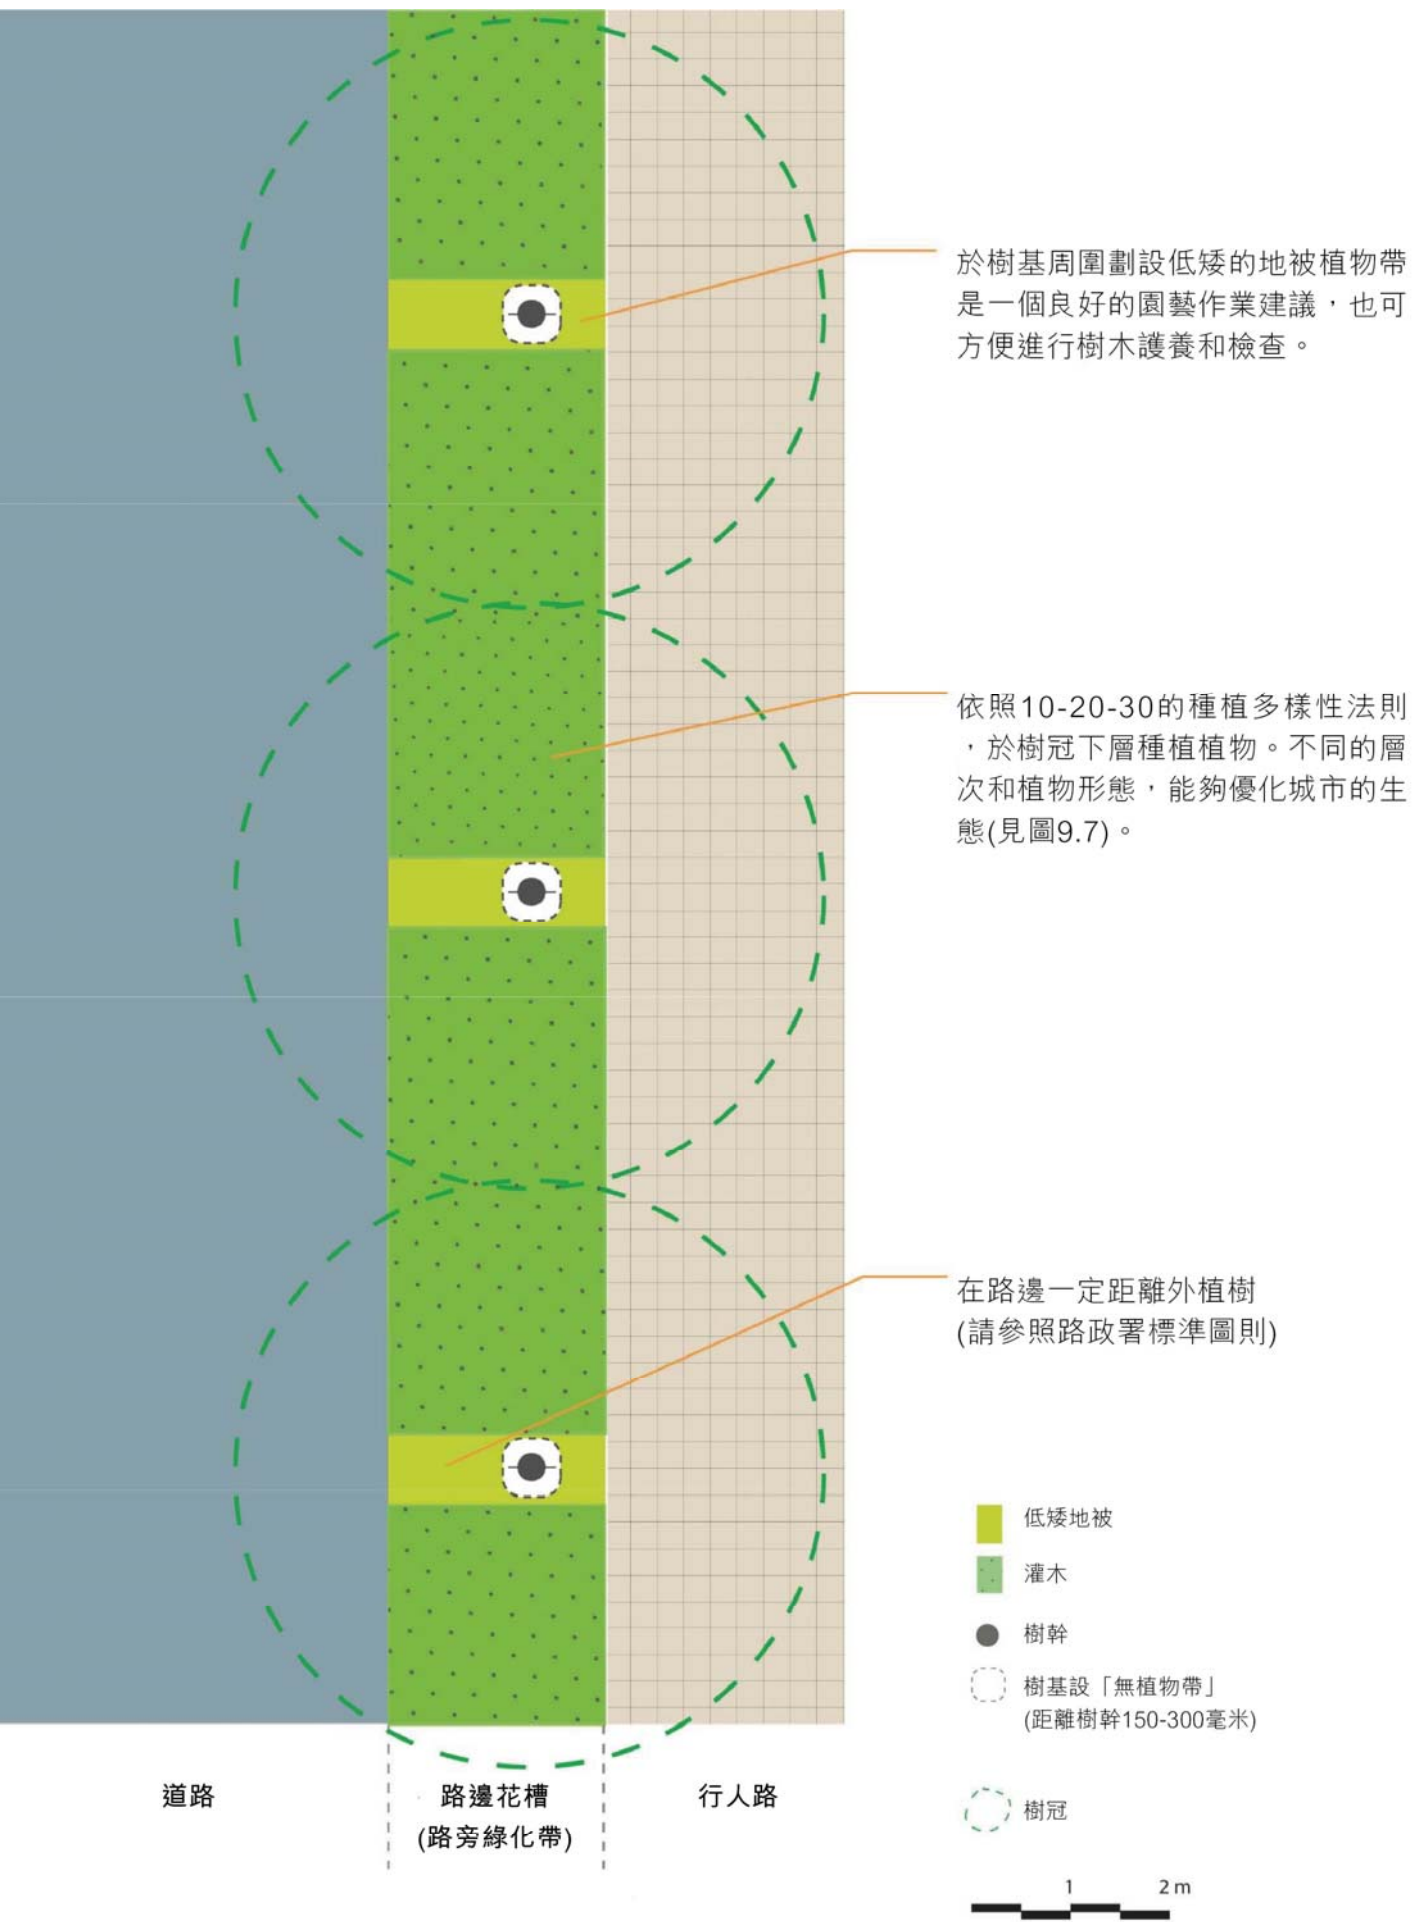 於樹基周圍劃設低矮的地被植物帶
是一個良好的園藝作業建議，也可
方便進行樹木護養和檢查。
依照10-20-30的種植多樣性法則
，於樹冠下層種植植物。不同的層
次和植物形態，能夠優化城市的生
態(見圖9.7)。
在路邊一定距離外植樹
(請參照路政署標準圖則)
低矮地被
灌木
樹幹
樹基設「無植物帶」
(距離樹幹150-300毫米)
樹冠
1 2 m
道路
路邊花槽
(路旁綠化帶)
行人路